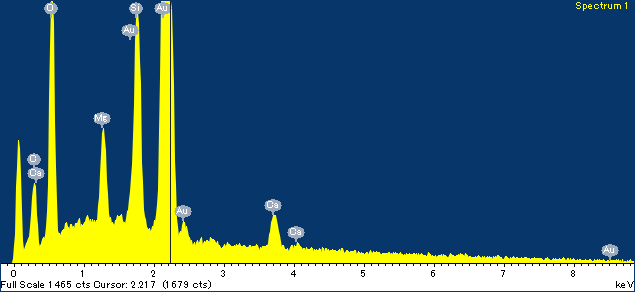 Spectrum 1
O Si Au
Au
Mg
C
Ca
Au
Ca
Ca
Au
0 1 2 3 4 5 6 7 8
Full Scale 1465 cts Cursor: 2.217 (1679 cts) keV